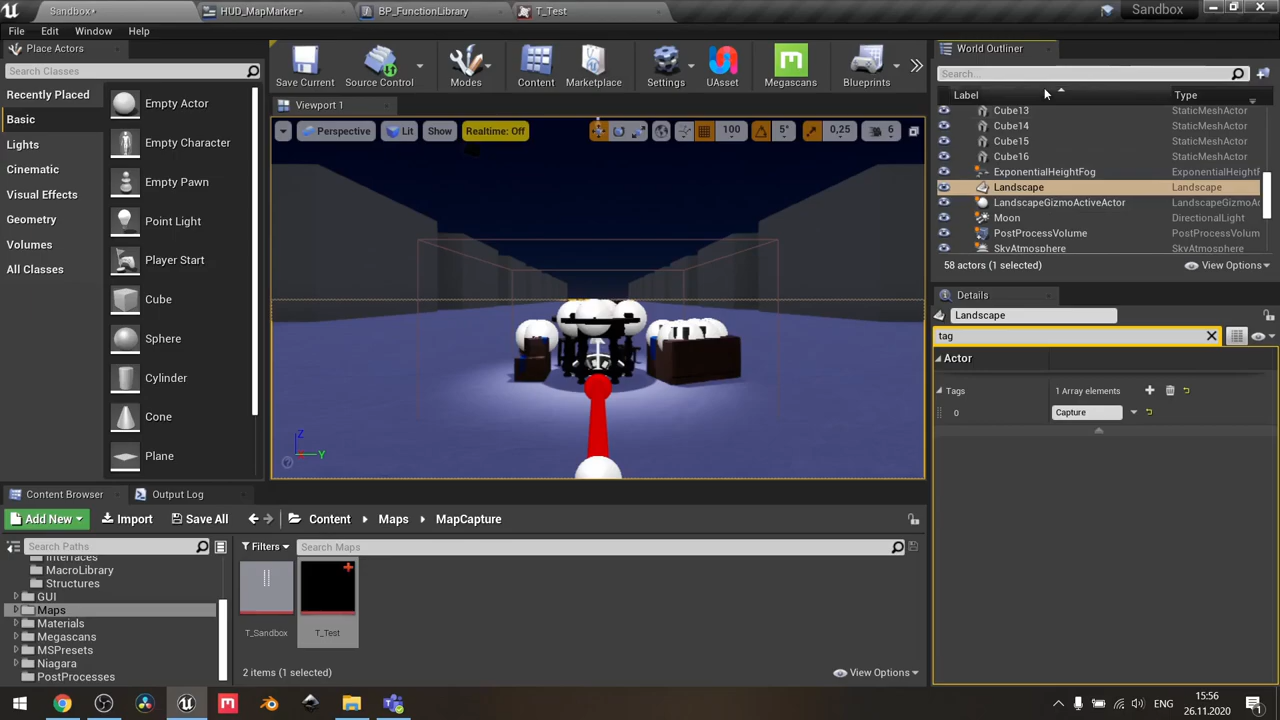 Sandbox•
HUD_MapMarker•
BP_FunctionLibrary
T_Test
Sandbox
File
Edit
Window
Help
Place Actors
Search Classes
Recently Placed
Basic
Lights
Cinematic
Visual Effects
Geometry
Volumes
All Classes
Empty Actor
Empty Character
Empty Pawn
Point Light
Player Start
Cube
Sphere
Cylinder
Cone
Plane
Save Current
Source Control
Modes
Content
Marketplace
Settings
UAsset
Megascans
Blueprints
Viewport 1
Perspective
Lit
Show
Realtime: Off
100
5°
0,25
6
Z
Y
World Outliner
Search...
Label
Type
Cube13
StaticMeshActor
Cube14
StaticMeshActor
Cube15
StaticMeshActor
Cube16
StaticMeshActor
ExponentialHeightFog
ExponentialHeightF
Landscape
Landscape
LandscapeGizmoActiveActor
LandscapeGizmoAc
Moon
DirectionalLight
PostProcessVolume
PostProcessVolum
SkyAtmosphere
SkyAtmosphere
58 actors (1 selected)
View Options
Details
Landscape
tag
Actor
Tags
1 Array elements
0
Capture
Content Browser
Output Log
Add New
Import
Save All
Content
Maps
MapCapture
Search Paths
Filters
Search Maps
Interfaces
MacroLibrary
Structures
GUI
Maps
Materials
Megascans
MSPresets
Niagara
PostProcesses
T_Sandbox
T_Test
2 items (1 selected)
View Options
ENG
15:56
26.11.2020
1